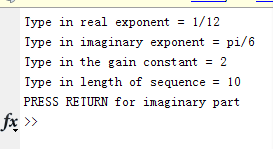 Type in real exponent = 1/12
Type in imaginary exponent = pi/6
Type in the gain constant = 2
Type in length of sequence = 10
PRESS RETURN for imaginary part
fx >>